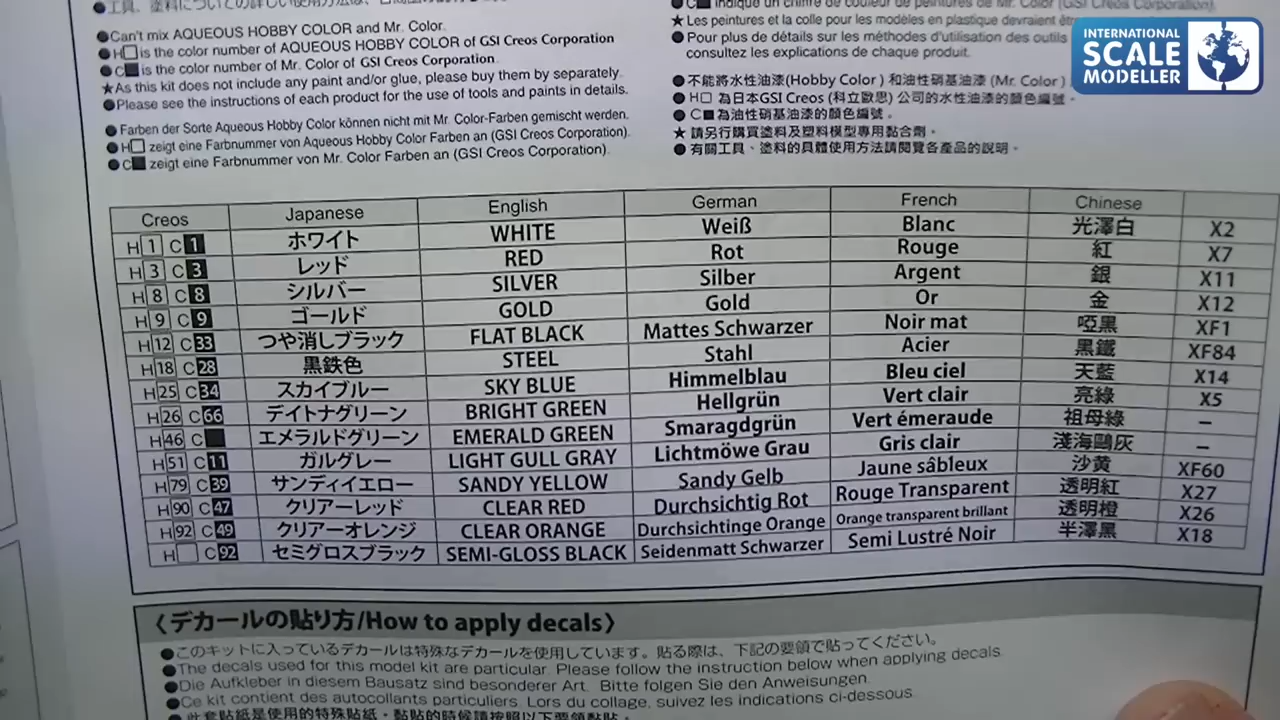 ●Can't mix AQUEOUS HOBBY COLOR and Mr. Color.
●H□ is the color number of AQUEOUS HOBBY COLOR of GSI Creos Corporation
●C■ is the color number of Mr. Color of GSI Creos Corporation
★As this kit does not include any paint and/or glue, please buy them by separately.
●Please see the instructions of each product for the use of tools and paints in details.
●Farben der Sorte Aqueous Hobby Color können nicht mit Mr. Color-Farben gemischt werden.
●H□ zeigt eine Farbnummer von Aqueous Hobby Color Farben an (GSI Creos Corporation).
●C■ zeigt eine Farbnummer von Mr. Color Farben an (GSI Creos Corporation).
★Les peintures et la colle pour les modèles en plastique devraient
●Pour plus de détails sur les méthodes d'utilisation des outils
consultez les explications de chaque produit.
●不能將水性油漆(Hobby Color) 和油性硝基油漆 (Mr. Color)
●H□ 為日本GSI Creos (科立歐思) 公司的水性油漆的顏色編號。
●C■為油性硝基油漆的顏色編號。
★請另行購買塗料及塑料模型專用黏合劑。
●有關工具、塗料的具體使用方法請閱覽各產品的說明。
INTERNATIONAL
SCALE
MODELLER
Creos Japanese English German French Chinese
H1 C1 ホワイト WHITE Weiß Blanc 光澤白 X2
H3 C3 レッド RED Rot Rouge 紅 X7
H8 C8 シルバー SILVER Silber Argent 銀 X11
H9 C9 ゴールド GOLD Gold Or 金 X12
H12 C33 つや消しブラック FLAT BLACK Mattes Schwarzer Noir mat 啞黑 XF1
H18 C28 黒鉄色 STEEL Stahl Acier 黑鐵 XF84
H25 C34 スカイブルー SKY BLUE Himmelblau Bleu ciel 天藍 X14
H26 C66 デイトナグリーン BRIGHT GREEN Hellgrün Vert clair 亮綠 X5
H46 C■ エメラルドグリーン EMERALD GREEN Smaragdgrün Vert émeraude 祖母綠 –
H51 C11 ガルグレー LIGHT GULL GRAY Lichtmöwe Grau Gris clair 淺海鷗灰 –
H79 C39 サンディイエロー SANDY YELLOW Sandy Gelb Jaune sâbleux 沙黄 XF60
H90 C47 クリアーレッド CLEAR RED Durchsichtig Rot Rouge Transparent 透明紅 X27
H92 C49 クリアーオレンジ CLEAR ORANGE Durchsichtinge Orange Orange transparent brillant 透明橙 X26
H□ C92 セミグロスブラック SEMI-GLOSS BLACK Seidenmatt Schwarzer Semi Lustré Noir 半澤黑 X18
〈デカールの貼り方/How to apply decals〉
●このキットに入っているデカールは特殊なデカールを使用しています。貼る際は、下記の要領で貼ってください。
●The decals used for this model kit are particular. Please follow the instruction below when applying decals.
●Die Aufkleber in diesem Bausatz sind besonderer Art. Bitte folgen Sie den Anweisungen.
●Ce kit contient des autocollants particuliers. Lors du collage, suivez les indications ci-dessous.
●此套貼紙是使用的特殊貼紙・黏貼的時候請按照以下要領黏貼。